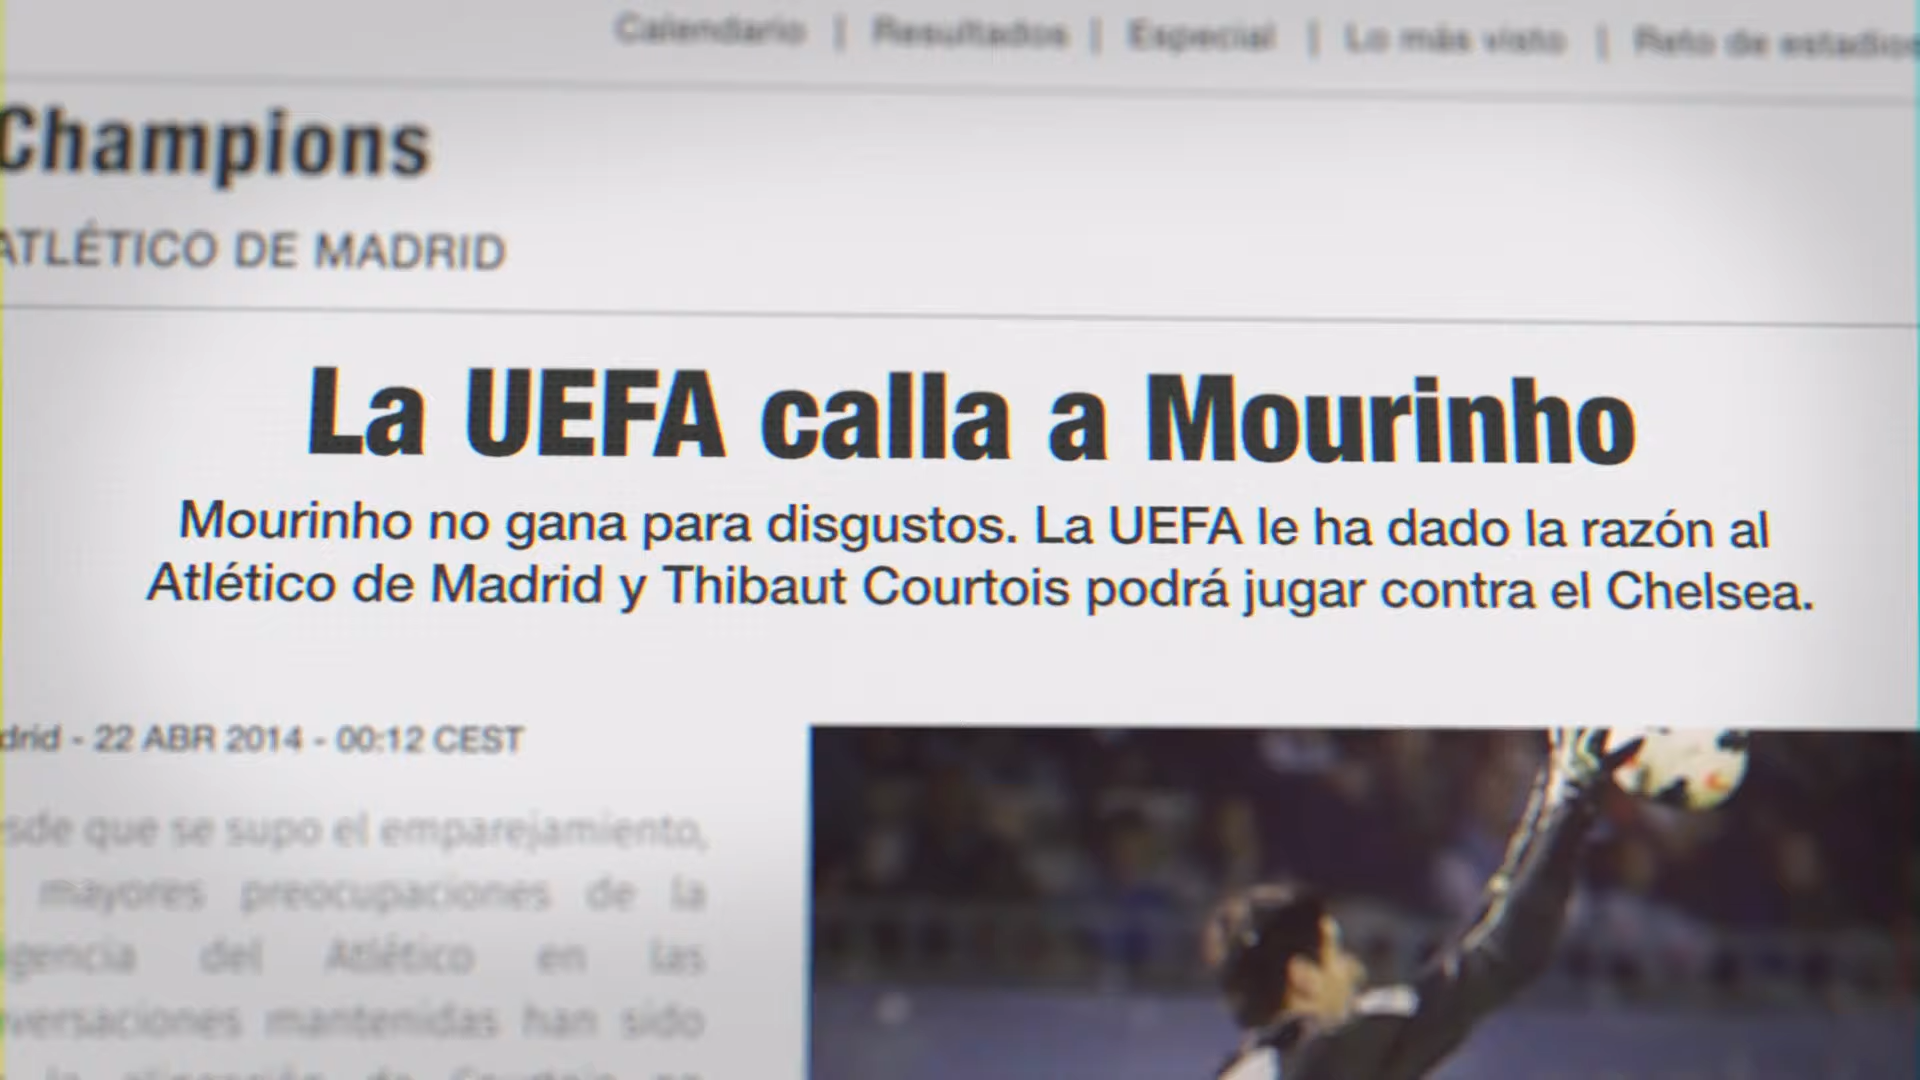 Calendario | Resultados | Especial | Lo más visto | Reto de estadios
Champions
ATLÉTICO DE MADRID
La UEFA calla a Mourinho
Mourinho no gana para disgustos. La UEFA le ha dado la razón al
Atlético de Madrid y Thibaut Courtois podrá jugar contra el Chelsea.
drid - 22 ABR 2014 - 00:12 CEST
sde que se supo el emparejamiento,
mayores preocupaciones de la
gencia del Atlético en las
versaciones mantenidas han sido